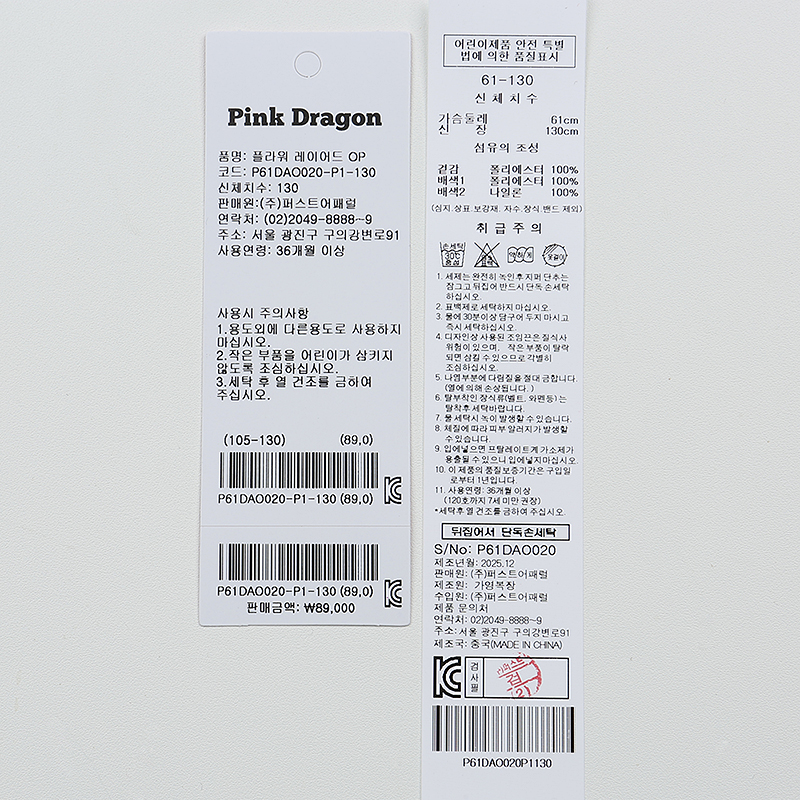 Pink Dragon
품명: 플라워 레이어드 OP
코드: P61DAO020-P1-130
신체치수: 130
판매원:(주)퍼스트어패럴
연락처: (02)2049-8888~9
주소: 서울 광진구 구의강변로91
사용연령: 36개월 이상
사용시 주의사항
1.용도외에 다른용도로 사용하지
마십시오.
2.작은 부품을 어린이가 삼키지
않도록 조심하십시오.
3.세탁 후 열 건조를 금하여
주십시오.
(105-130) (89,0)
P61DAO020-P1-130 (89,0)
P61DAO020-P1-130 (89,0)
판매금액: ₩89,000
어린이제품 안전 특별
법에 의한 품질표시
61-130
신체치수
가슴둘레 61cm
신 장 130cm
섬유의 조성
겉감 폴리에스터 100%
배색1 폴리에스터 100%
배색2 나일론 100%
(심지.상표.보강재, 자수.장식.밴드 제외)
취급주의
손세탁 30℃ 중성 약하게 옷걸이
1. 세제는 완전히 녹인후 지퍼 단추는
잠그고 뒤집어 반드시 단독 손세탁
하십시오.
2. 표백제로 세탁하지 마십시오.
3. 물에 30분이상 담구어 두지 마시고
즉시 세탁하십시오.
4. 디자인상 사용된 조임끈은 질식사
위험이 있으며, 작은 부품이 탈락
되면 삼킬 수 있으므로 각별히
조심하십시오.
5. 나염부분에 다림질을 절대 금합니다.
(열에 의해 손상됩니다.)
6. 탈부착인 장식류(벨트, 와펜등)는
탈착후 세탁바랍니다.
7. 물 세탁시 녹이 발생할 수 있습니다.
8. 체질에 따라 피부 알러지가 발생할
수 있습니다.
9. 입에 넣으면 프탈레이트계 가소제가
용출될 수 있으니 입에 넣지 마십시오.
10. 이 제품의 품질보증기간은 구입일
로부터 1년입니다.
11. 사용연령: 36개월 이상
(120호까지 7세 미만 권장)
*세탁후 열 건조를 금하여 주십시오.
뒤집어서 단독손세탁
S/No: P61DAO020
제조년월: 2025.12
판매원: (주)퍼스트어패럴
제조원: 가영복장
수입원: (주)퍼스트어패럴
제품 문의처
연락처: 02)2049-8888~9
주소: 서울 광진구 구의강변로91
제조국: 중국(MADE IN CHINA)
검사필
P61DAO020P1130